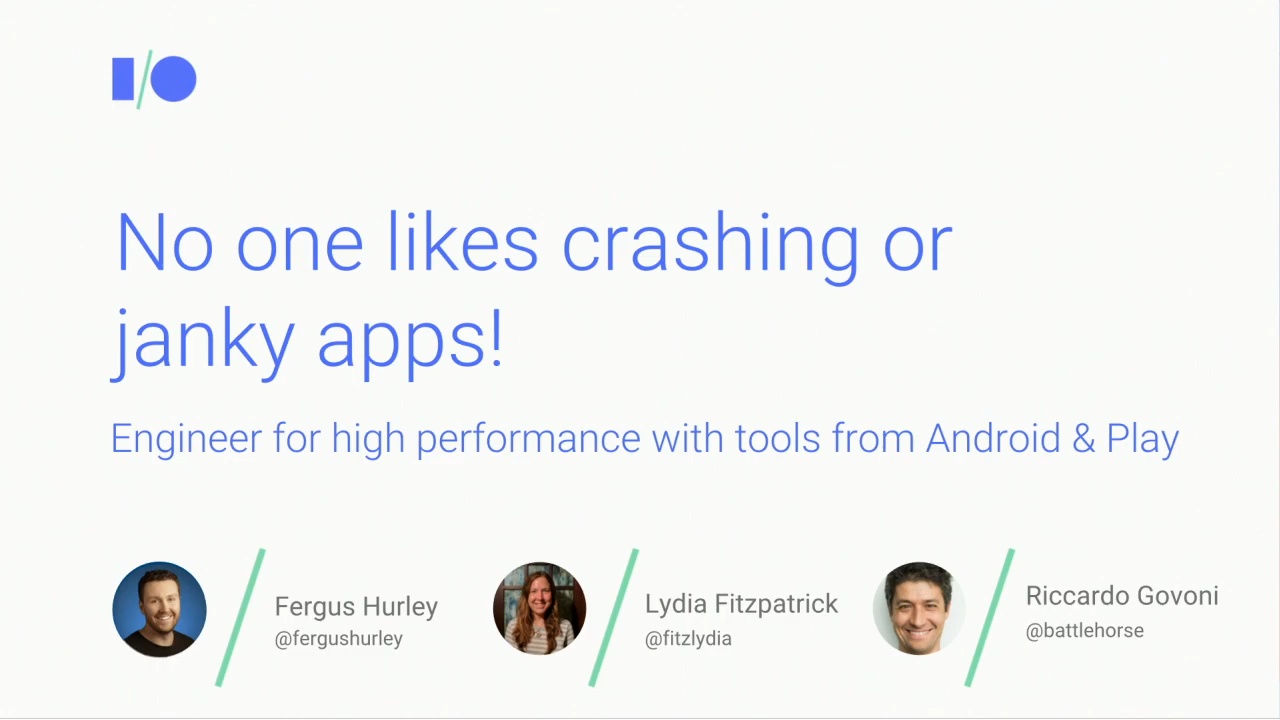 I/O
No one likes crashing or
janky apps!
Engineer for high performance with tools from Android & Play
Fergus Hurley
@fergushurley
Lydia Fitzpatrick
@fitzlydia
Riccardo Govoni
@battlehorse